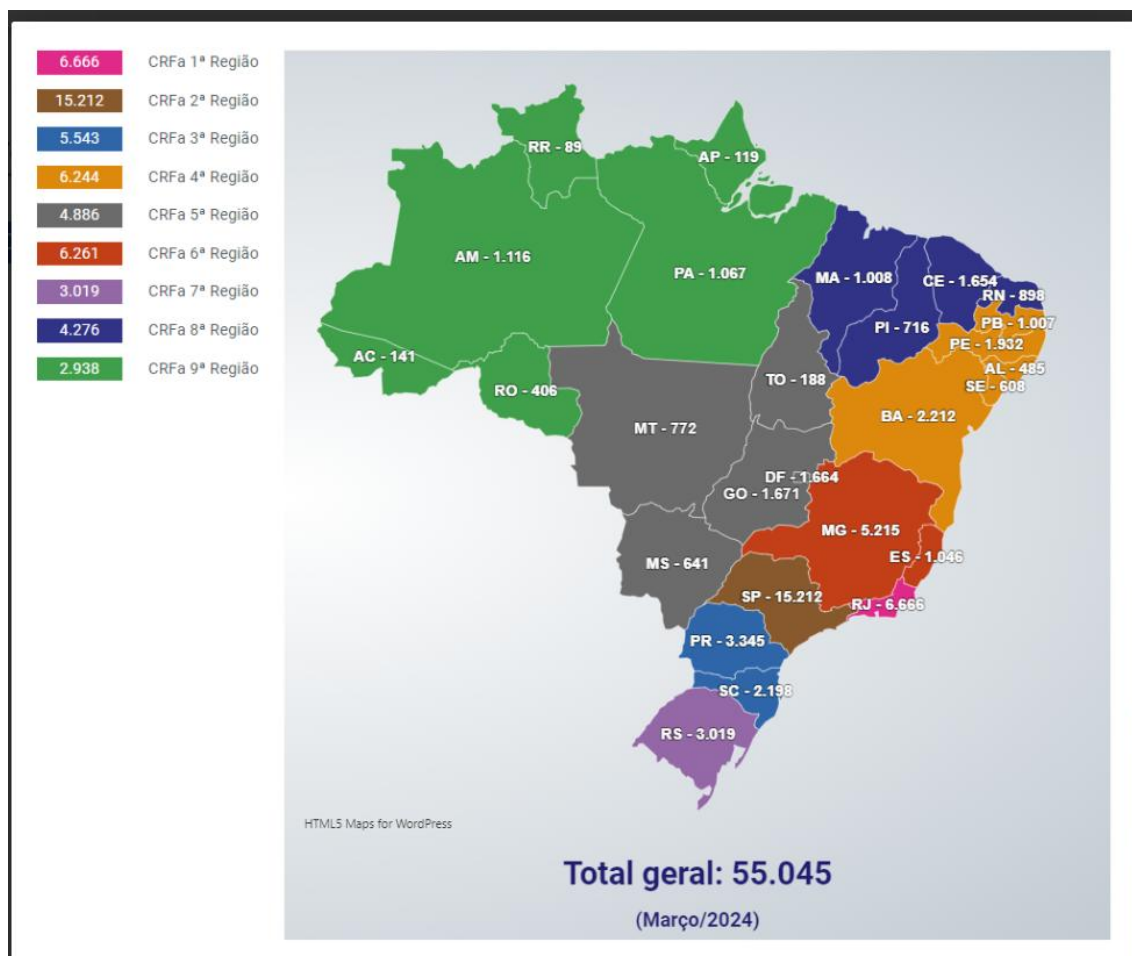 6.666 CRFa 1ª Região
15.212 CRFa 2ª Região
5.543 CRFa 3ª Região
6.244 CRFa 4ª Região
4.886 CRFa 5ª Região
6.261 CRFa 6ª Região
3.019 CRFa 7ª Região
4.276 CRFa 8ª Região
2.938 CRFa 9ª Região
RR - 89
AP - 119
AM - 1.116
PA - 1.067
MA - 1.008
CE - 1.654
RN - 898
PI - 716
PB - 1.007
PE - 1.932
AC - 141
AL - 485
RO - 406
TO - 188
SE - 608
BA - 2.212
MT - 772
DF - 1.664
GO - 1.671
MG - 5.215
ES - 1.046
MS - 641
SP - 15.212
RJ - 6.666
PR - 3.345
SC - 2.198
RS - 3.019
HTML5 Maps for WordPress
Total geral: 55.045
(Março/2024)